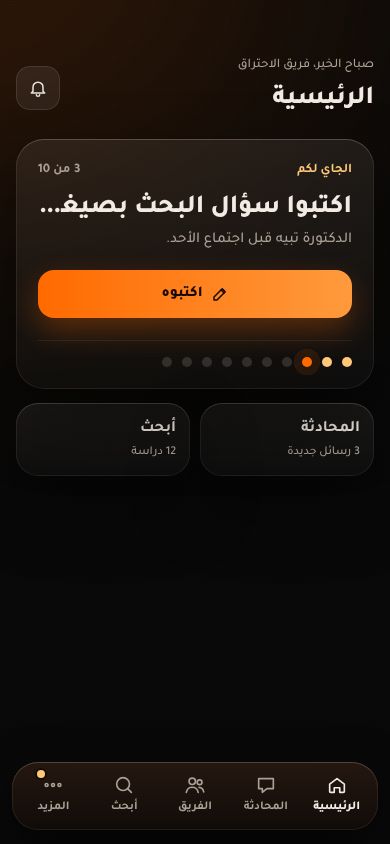 صباح الخير، فريق الاحتراق
الرئيسية
الجاي لكم
3 من 10
اكتبوا سؤال البحث بصيغ...
الدكتورة تبيه قبل اجتماع الأحد.
اكتبوه
المحادثة
3 رسائل جديدة
أبحث
12 دراسة
الرئيسية
المحادثة
الفريق
أبحث
المزيد